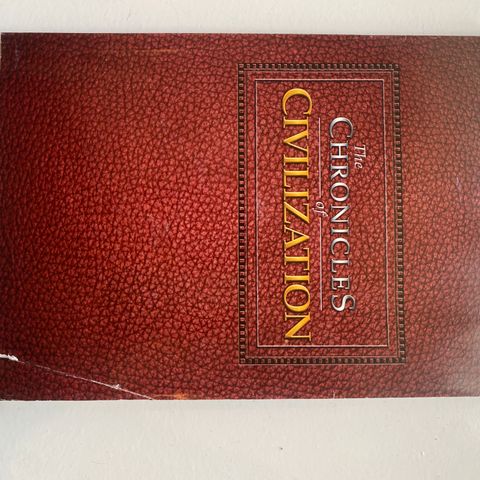 The
CHRONICLES
of
CIVILIZATION